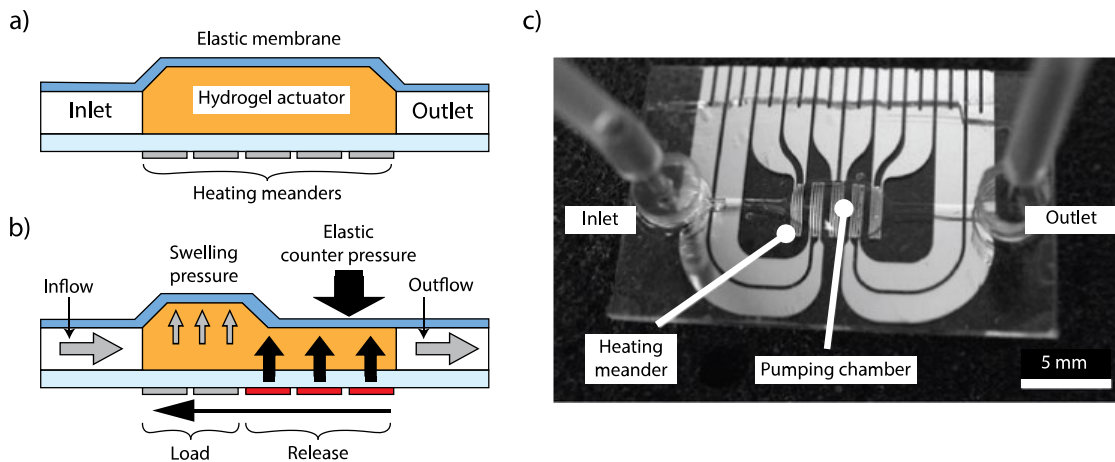 a)
Elastic membrane
Inlet
Hydrogel actuator
Outlet
Heating meanders
b)
Swelling
pressure
Elastic
counter pressure
Inflow
Outflow
Load
Release
c)
Inlet
Outlet
Heating
meander
Pumping chamber
5 mm